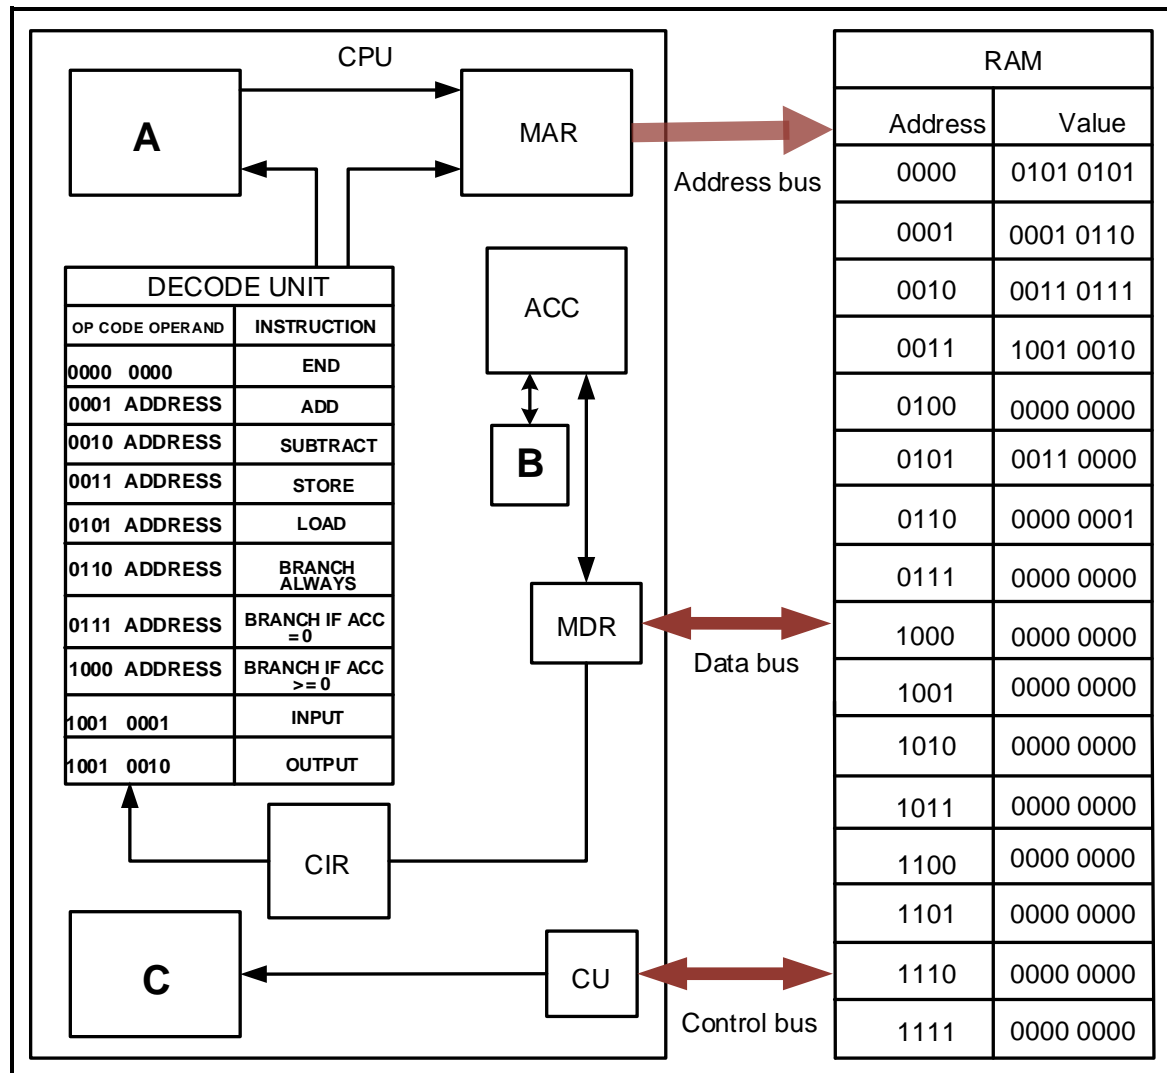 CPU
A
MAR
Address bus
DECODE UNIT
OP CODE OPERAND INSTRUCTION
0000 0000 END
0001 ADDRESS ADD
0010 ADDRESS SUBTRACT
0011 ADDRESS STORE
0101 ADDRESS LOAD
0110 ADDRESS BRANCH
ALWAYS
0111 ADDRESS BRANCH IF ACC
=0
1000 ADDRESS BRANCH IF ACC
>=0
1001 0001 INPUT
1001 0010 OUTPUT
ACC
B
MDR
Data bus
CIR
C
CU
Control bus
RAM
Address Value
0000 0101 0101
0001 0001 0110
0010 0011 0111
0011 1001 0010
0100 0000 0000
0101 0011 0000
0110 0000 0001
0111 0000 0000
1000 0000 0000
1001 0000 0000
1010 0000 0000
1011 0000 0000
1100 0000 0000
1101 0000 0000
1110 0000 0000
1111 0000 0000